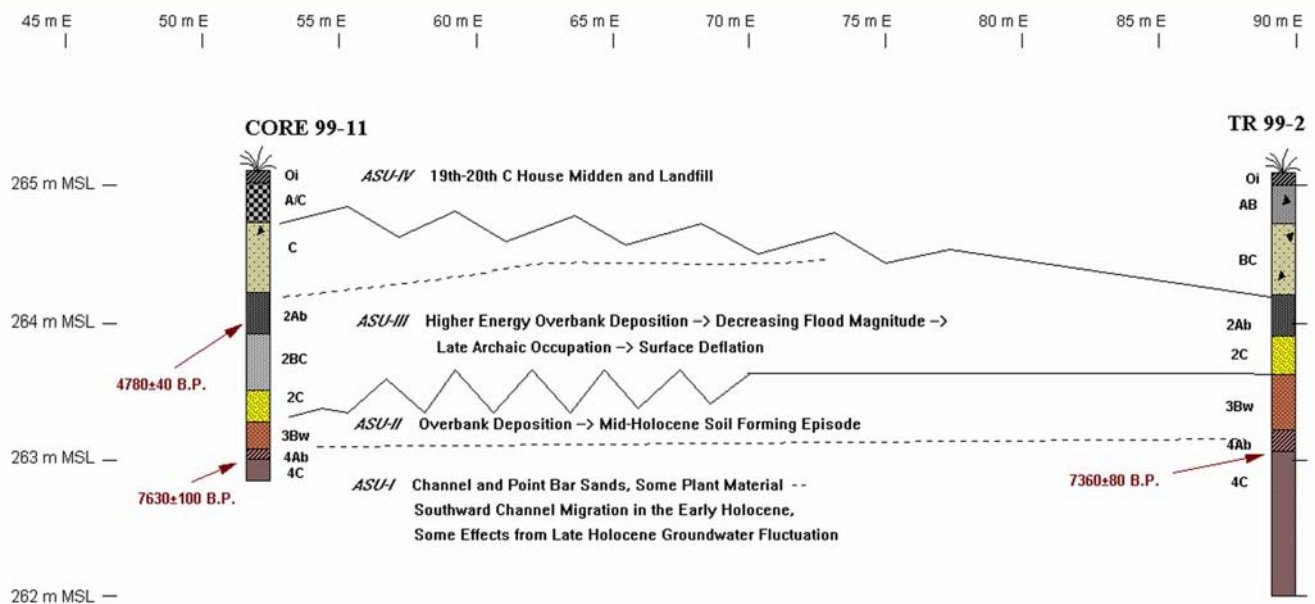 45 m E 50 m E 55 m E 60 m E 65 m E 70 m E 75 m E 80 m E 85 m E 90 m E
CORE 99-11
TR 99-2
265 m MSL
264 m MSL
263 m MSL
262 m MSL
Oi
A/C
C
2Ab
2BC
2C
3Bw
4Ab
4C
4780±40 B.P.
7630±100 B.P.
ASU-IV 19th-20th C House Midden and Landfill
ASU-III Higher Energy Overbank Deposition --> Decreasing Flood Magnitude -->
Late Archaic Occupation --> Surface Deflation
ASU-II Overbank Deposition --> Mid-Holocene Soil Forming Episode
ASU-I Channel and Point Bar Sands, Some Plant Material --
Southward Channel Migration in the Early Holocene,
Some Effects from Late Holocene Groundwater Fluctuation
Oi
AB
BC
2Ab
2C
3Bw
4Ab
4C
7360±80 B.P.